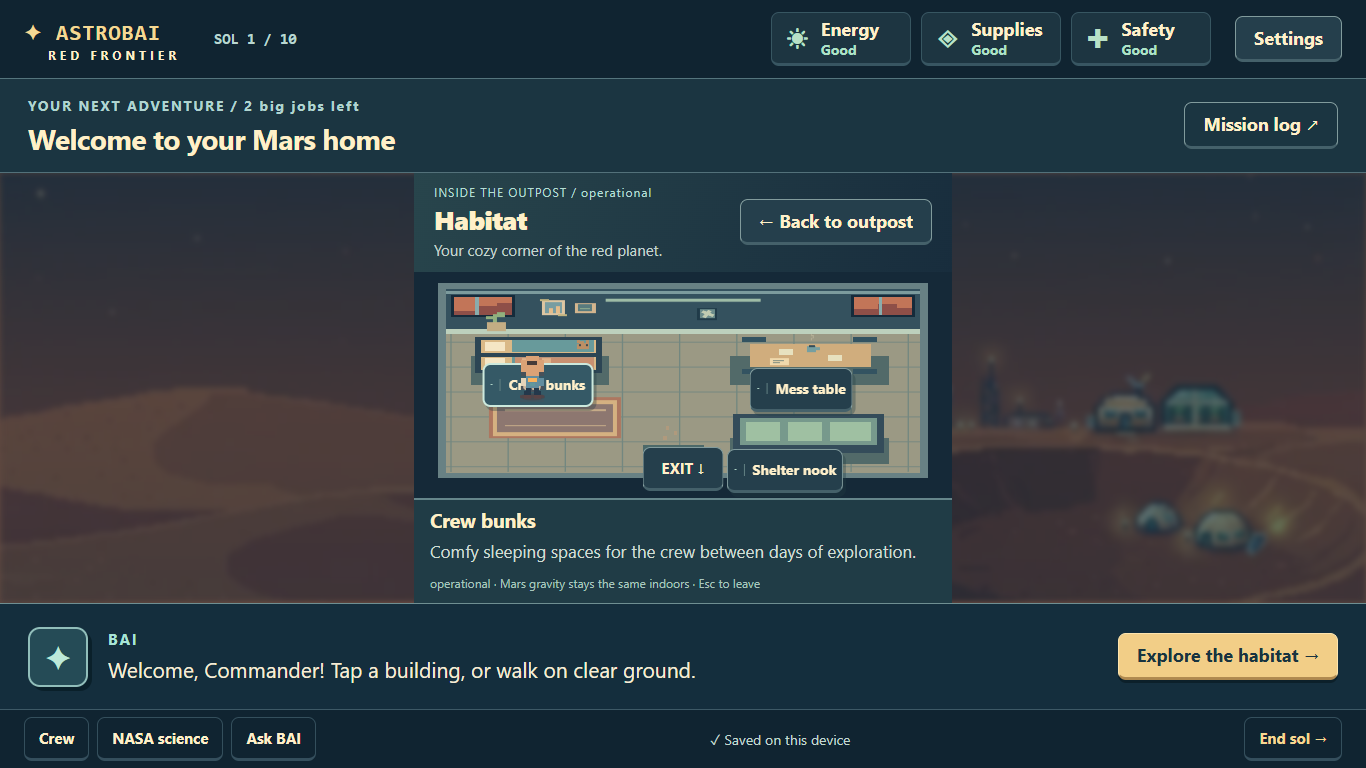 ✦ ASTROBAI
RED FRONTIER
SOL 1 / 10
Energy
Good
Supplies
Good
Safety
Good
Settings
YOUR NEXT ADVENTURE / 2 big jobs left
Welcome to your Mars home
Mission log ↗
INSIDE THE OUTPOST / operational
Habitat
Your cozy corner of the red planet.
← Back to outpost
bunks
Mess table
EXIT ↓
Shelter nook
Crew bunks
Comfy sleeping spaces for the crew between days of exploration.
operational · Mars gravity stays the same indoors · Esc to leave
BAI
Welcome, Commander! Tap a building, or walk on clear ground.
Explore the habitat →
Crew
NASA science
Ask BAI
✓ Saved on this device
End sol →